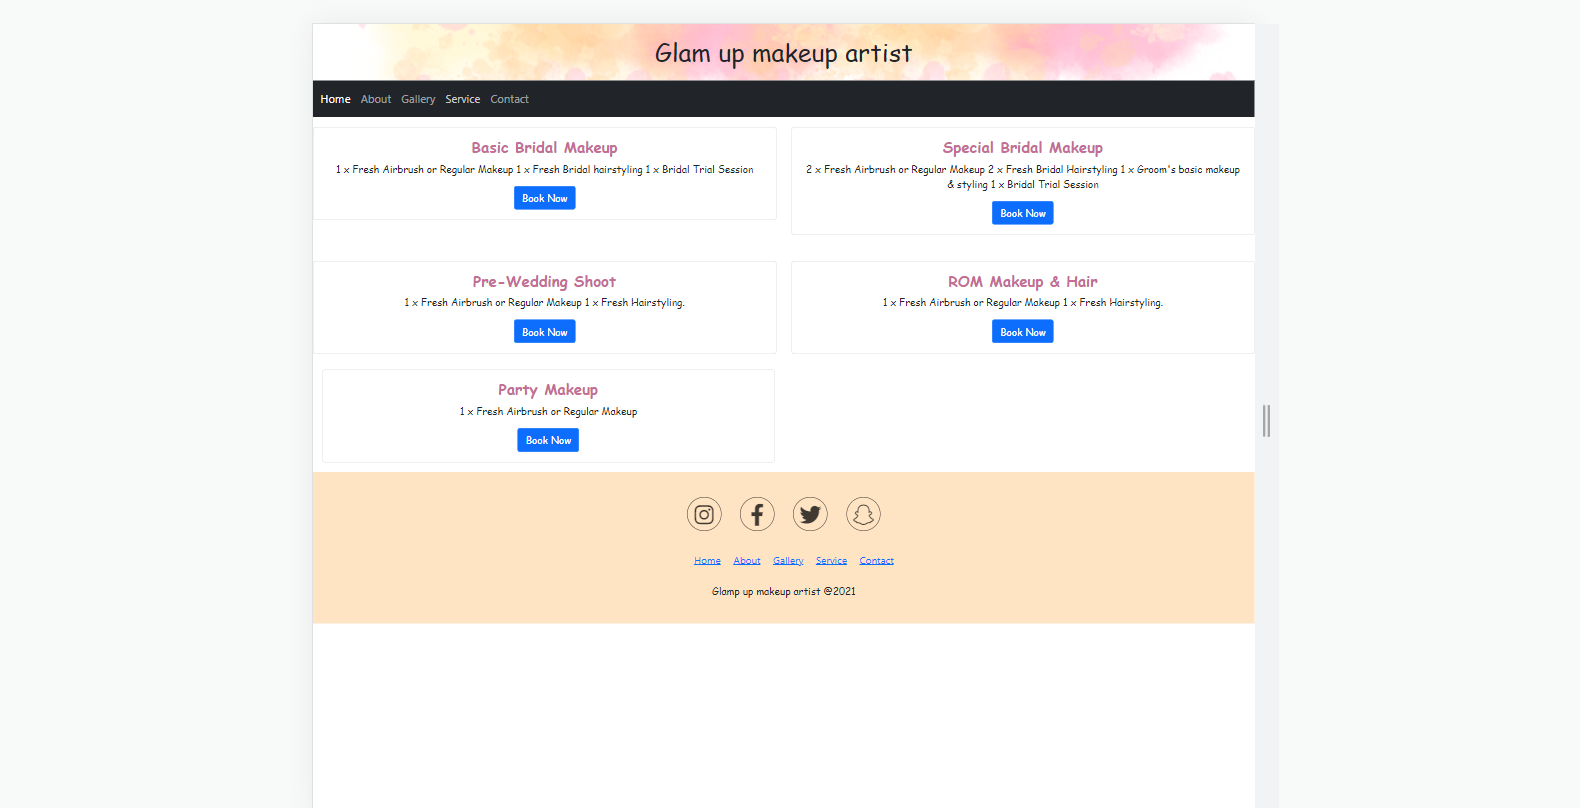 Glam up makeup artist
Home About Gallery Service Contact
Basic Bridal Makeup
1 x Fresh Airbrush or Regular Makeup 1 x Fresh Bridal hairstyling 1 x Bridal Trial Session
Book Now
Special Bridal Makeup
2 x Fresh Airbrush or Regular Makeup 2 x Fresh Bridal Hairstyling 1 x Groom's basic makeup
& styling 1 x Bridal Trial Session
Book Now
Pre-Wedding Shoot
1 x Fresh Airbrush or Regular Makeup 1 x Fresh Hairstyling.
Book Now
ROM Makeup & Hair
1 x Fresh Airbrush or Regular Makeup 1 x Fresh Hairstyling.
Book Now
Party Makeup
1 x Fresh Airbrush or Regular Makeup
Book Now
Home About Gallery Service Contact
Glamp up makeup artist @2021